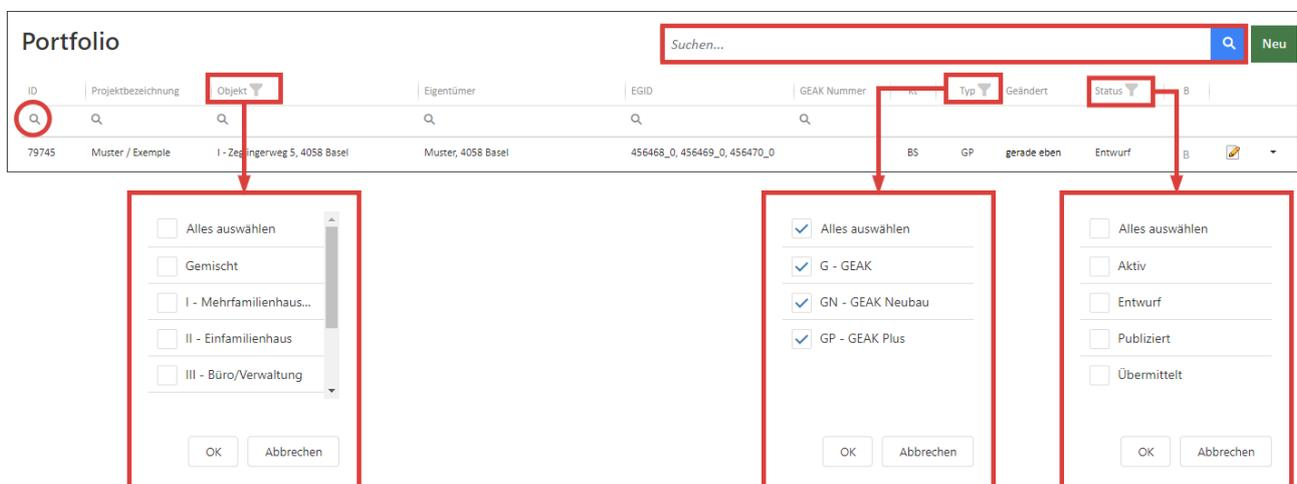 Portfolio
Suchen...
Neu
ID Projektbezeichnung Objekt Eigentümer EGID GEAK Nummer Kt Typ Geändert Status B
79745 Muster / Exemple I - Zeglingerweg 5, 4058 Basel Muster, 4058 Basel 456468_0, 456469_0, 456470_0 BS GP gerade eben Entwurf B
Alles auswählen
Gemischt
I - Mehrfamilienhaus...
II - Einfamilienhaus
III - Büro/Verwaltung
OK Abbrechen
Alles auswählen
G - GEAK
GN - GEAK Neubau
GP - GEAK Plus
OK Abbrechen
Alles auswählen
Aktiv
Entwurf
Publiziert
Übermittelt
OK Abbrechen